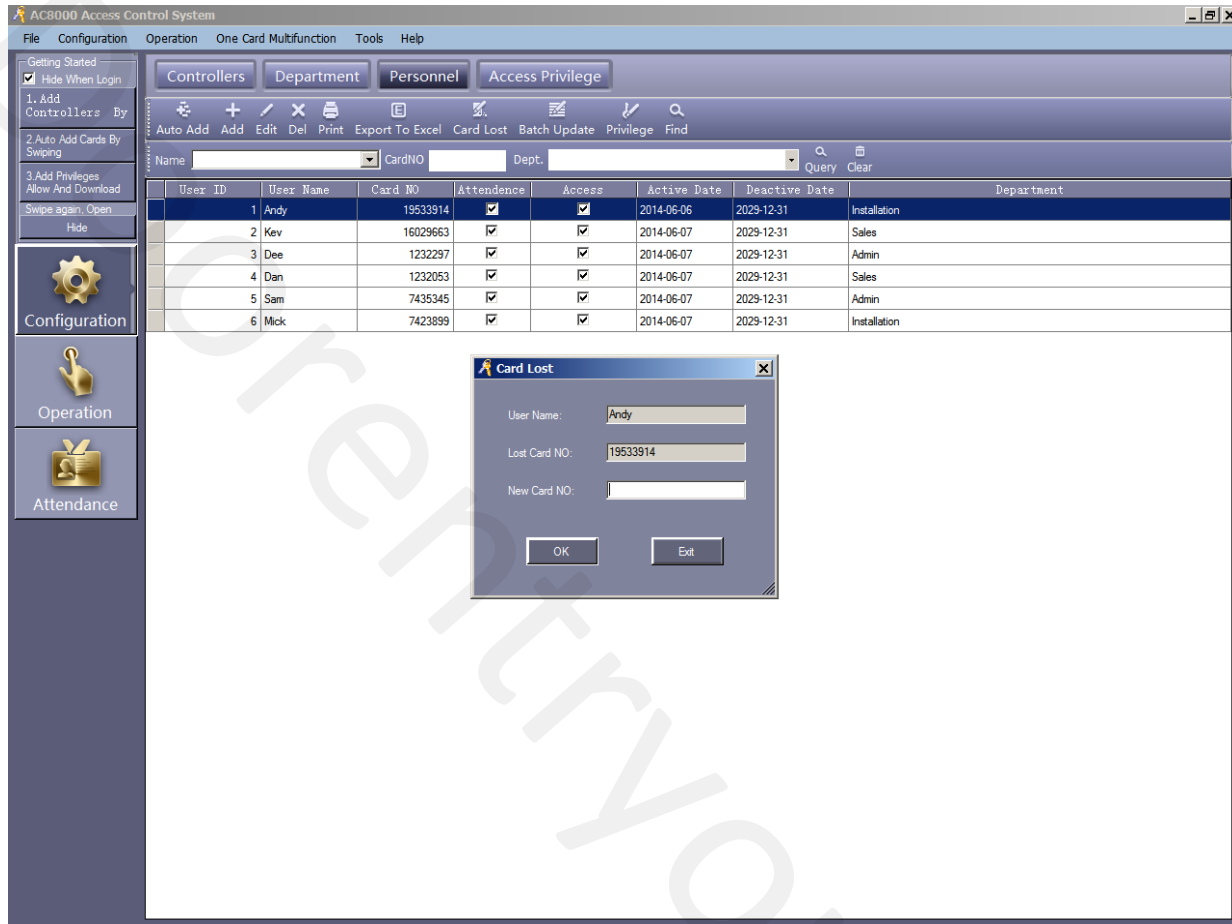 AC8000 Access Control System
File Configuration Operation One Card Multifunction Tools Help
Getting Started
Hide When Login
1.Add
Controllers By
2.Auto Add Cards By
Swiping
3.Add Privileges
Allow And Download
Swipe again, Open
Hide
Configuration
Operation
Attendance
Controllers Department Personnel Access Privilege
Auto Add Add Edit Del Print Export To Excel Card Lost Batch Update Privilege Find
Name CardNO Dept. Query Clear
User ID User Name Card NO Attendence Access Active Date Deactive Date Department
1 Andy 19533914 2014-06-06 2029-12-31 Installation
2 Kev 16029663 2014-06-07 2029-12-31 Sales
3 Dee 1232297 2014-06-07 2029-12-31 Admin
4 Dan 1232053 2014-06-07 2029-12-31 Sales
5 Sam 7435345 2014-06-07 2029-12-31 Admin
6 Mick 7423899 2014-06-07 2029-12-31 Installation
Card Lost
User Name: Andy
Lost Card NO: 19533914
New Card NO:
OK Exit